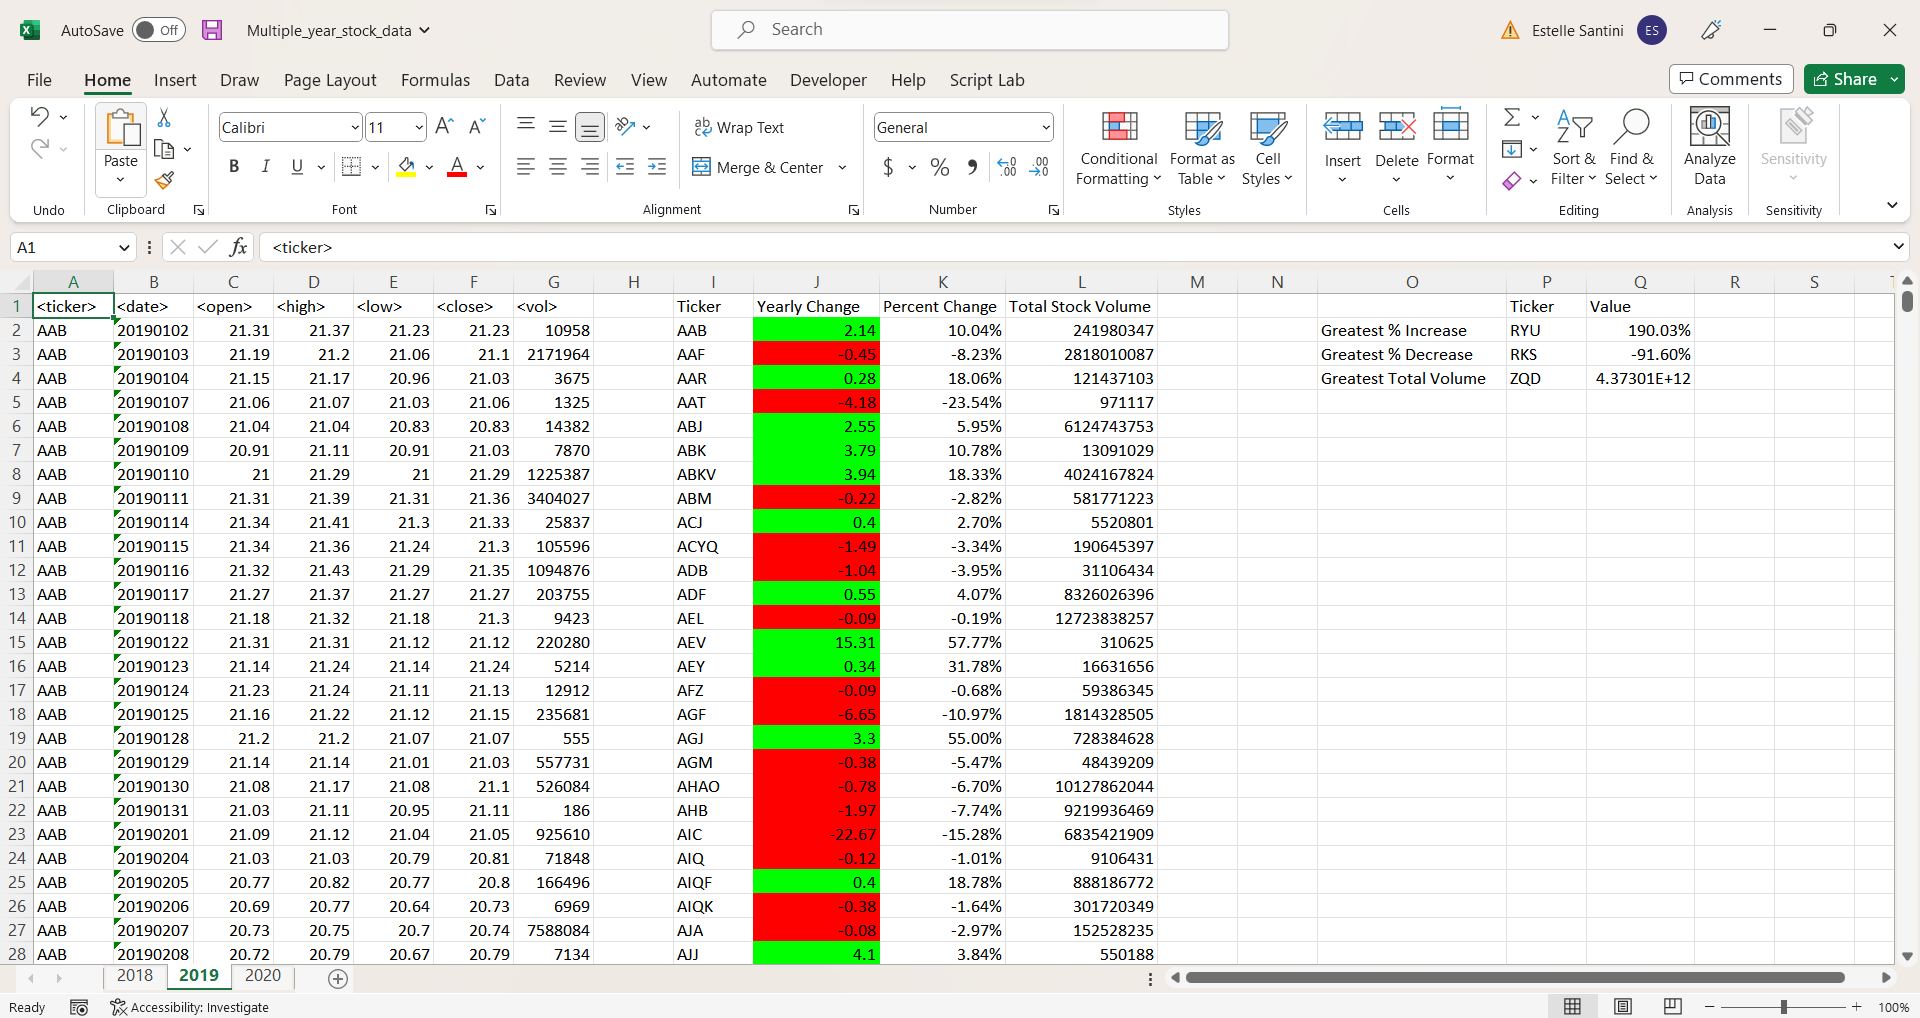 AutoSave Off Multiple_year_stock_data Search Estelle Santini ES
File Home Insert Draw Page Layout Formulas Data Review View Automate Developer Help Script Lab Comments Share
Undo
Paste
Clipboard
Calibri 11
B I U A
Font
Wrap Text
Merge & Center
Alignment
General
$ % 9 .00
Number
Conditional Formatting
Format as Table
Cell Styles
Styles
Insert Delete Format
Cells
Sort & Filter
Find & Select
Editing
Analyze Data
Analysis
Sensitivity
Sensitivity
A1 fx <ticker>
A B C D E F G H I J K L M N O P Q R S
1 <ticker> <date> <open> <high> <low> <close> <vol> Ticker Yearly Change Percent Change Total Stock Volume Ticker Value
2 AAB 20190102 21.31 21.37 21.23 21.23 10958 AAB 2.14 10.04% 241980347 Greatest % Increase RYU 190.03%
3 AAB 20190103 21.19 21.2 21.06 21.1 2171964 AAF -0.45 -8.23% 2818010087 Greatest % Decrease RKS -91.60%
4 AAB 20190104 21.15 21.17 20.96 21.03 3675 AAR 0.28 18.06% 121437103 Greatest Total Volume ZQD 4.37301E+12
5 AAB 20190107 21.06 21.07 21.03 21.06 1325 AAT -4.18 -23.54% 971117
6 AAB 20190108 21.04 21.04 20.83 20.83 14382 ABJ 2.55 5.95% 6124743753
7 AAB 20190109 20.91 21.11 20.91 21.03 7870 ABK 3.79 10.78% 13091029
8 AAB 20190110 21 21.29 21 21.29 1225387 ABKV 3.94 18.33% 4024167824
9 AAB 20190111 21.31 21.39 21.31 21.36 3404027 ABM -0.22 -2.82% 581771223
10 AAB 20190114 21.34 21.41 21.3 21.33 25837 ACJ 0.4 2.70% 5520801
11 AAB 20190115 21.34 21.36 21.24 21.3 105596 ACYQ -1.49 -3.34% 190645397
12 AAB 20190116 21.32 21.43 21.29 21.35 1094876 ADB -1.04 -3.95% 31106434
13 AAB 20190117 21.27 21.37 21.27 21.27 203755 ADF 0.55 4.07% 8326026396
14 AAB 20190118 21.18 21.32 21.18 21.3 9423 AEL -0.09 -0.19% 12723838257
15 AAB 20190122 21.31 21.31 21.12 21.12 220280 AEV 15.31 57.77% 310625
16 AAB 20190123 21.14 21.24 21.14 21.24 5214 AEY 0.34 31.78% 16631656
17 AAB 20190124 21.23 21.24 21.11 21.13 12912 AFZ -0.09 -0.68% 59386345
18 AAB 20190125 21.16 21.22 21.12 21.15 235681 AGF -6.65 -10.97% 1814328505
19 AAB 20190128 21.2 21.2 21.07 21.07 555 AGJ 3.3 55.00% 728384628
20 AAB 20190129 21.14 21.14 21.01 21.03 557731 AGM -0.38 -5.47% 48439209
21 AAB 20190130 21.08 21.17 21.08 21.1 526084 AHAO -0.78 -6.70% 10127862044
22 AAB 20190131 21.03 21.11 20.95 21.11 186 AHB -1.97 -7.74% 9219936469
23 AAB 20190201 21.09 21.12 21.04 21.05 925610 AIC -22.67 -15.28% 6835421909
24 AAB 20190204 21.03 21.03 20.79 20.81 71848 AIQ -0.12 -1.01% 9106431
25 AAB 20190205 20.77 20.82 20.77 20.8 166496 AIQF 0.4 18.78% 888186772
26 AAB 20190206 20.69 20.77 20.64 20.73 6969 AIQK -0.38 -1.64% 301720349
27 AAB 20190207 20.73 20.75 20.7 20.74 7588084 AJA -0.08 -2.97% 152528235
28 AAB 20190208 20.72 20.79 20.67 20.79 7134 AJJ 4.1 3.84% 550188
2018 2019 2020
Ready Accessibility: Investigate 100%